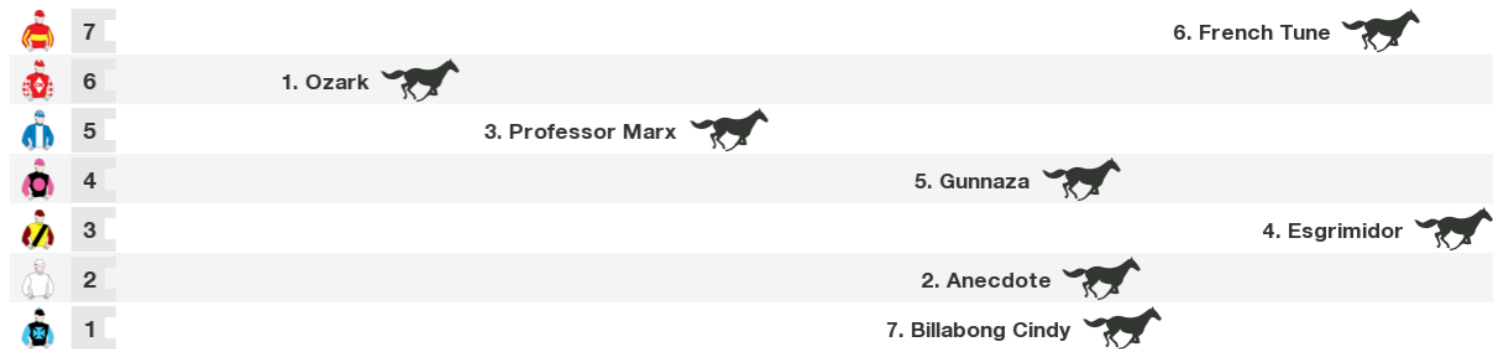 7 6. French Tune
6 1. Ozark
5 3. Professor Marx
4 5. Gunnaza
3 4. Esgrimidor
2 2. Anecdote
1 7. Billabong Cindy